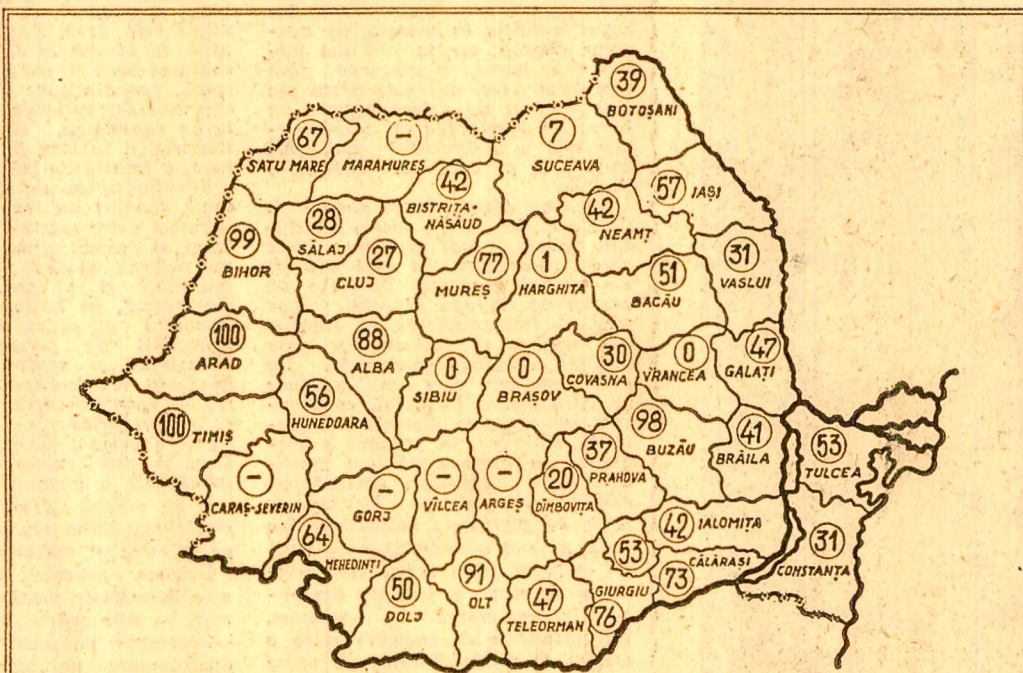 39
BOTOȘANI
67
SATU MARE
–
MARAMUREȘ
7
SUCEAVA
42
BISTRIȚA-
NĂSĂUD
57 IAȘI
28
SĂLAJ
42
NEAMȚ
99
BIHOR
27
CLUJ
77
MUREȘ
1
HARGHITA
51
BACĂU
31
VASLUI
100
ARAD
88
ALBA
0
SIBIU
0
BRAȘOV
30
COVASNA
0
VRANCEA
47
GALAȚI
56
HUNEDOARA
100 TIMIȘ
98
BUZĂU
41
BRĂILA
53
TULCEA
–
CARAȘ-SEVERIN
–
GORJ
–
VÎLCEA
–
ARGEȘ
20
DÎMBOVIȚA
37
PRAHOVA
42 IALOMIȚA
64
MEHEDINȚI
50
DOLJ
91
OLT
47
TELEORMAN
53
GIURGIU
76
CĂLĂRAȘI
73
31
CONSTANȚA